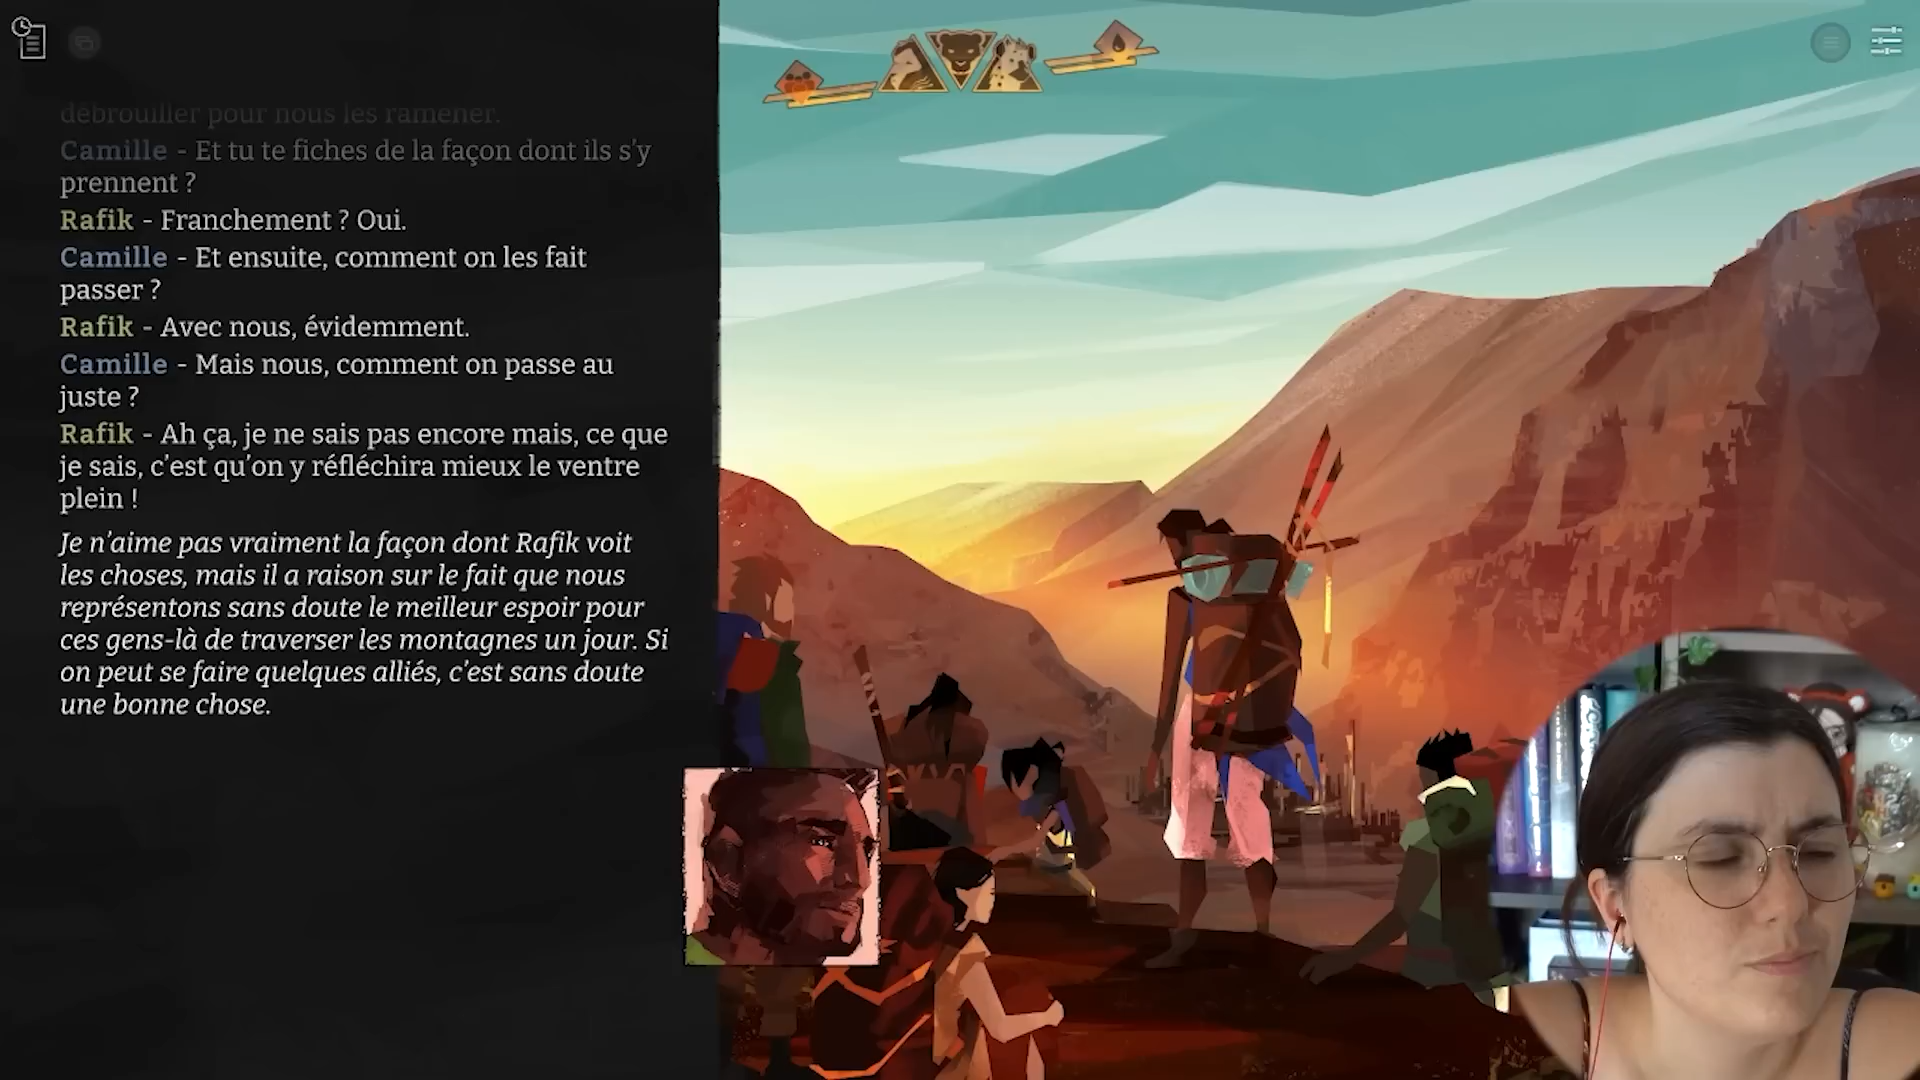 débrouiller pour nous les ramener.
Camille - Et tu te fiches de la façon dont ils s’y
prennent ?
Rafik - Franchement ? Oui.
Camille - Et ensuite, comment on les fait
passer ?
Rafik - Avec nous, évidemment.
Camille - Mais nous, comment on passe au
juste ?
Rafik - Ah ça, je ne sais pas encore mais, ce que
je sais, c’est qu’on y réfléchira mieux le ventre
plein !
Je n’aime pas vraiment la façon dont Rafik voit
les choses, mais il a raison sur le fait que nous
représentons sans doute le meilleur espoir pour
ces gens-là de traverser les montagnes un jour. Si
on peut se faire quelques alliés, c’est sans doute
une bonne chose.